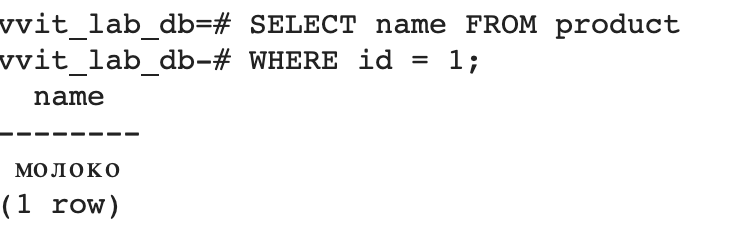 vvit_lab_db=# SELECT name FROM product
vvit_lab_db-# WHERE id = 1;
name
--------
молоко
(1 row)